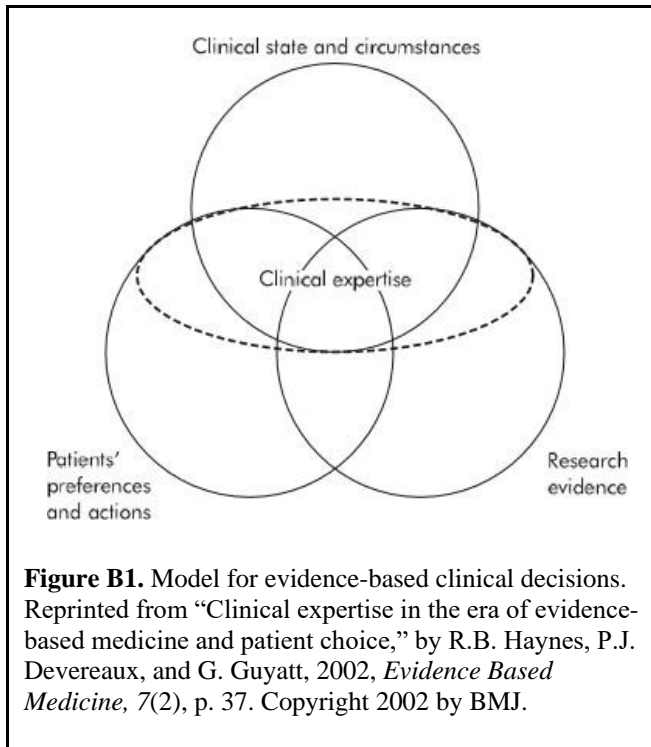 Clinical state and circumstances
Clinical expertise
Patients'
preferences
and actions
Research
evidence
Figure B1. Model for evidence-based clinical decisions.
Reprinted from “Clinical expertise in the era of evidence-
based medicine and patient choice,” by R.B. Haynes, P.J.
Devereaux, and G. Guyatt, 2002, Evidence Based
Medicine, 7(2), p. 37. Copyright 2002 by BMJ.